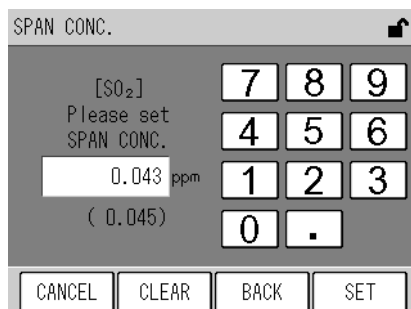 SPAN CONC.
[SO₂]
Please set
SPAN CONC.
0.043 ppm
( 0.045)
7 8 9
4 5 6
1 2 3
0 .
CANCEL CLEAR BACK SET